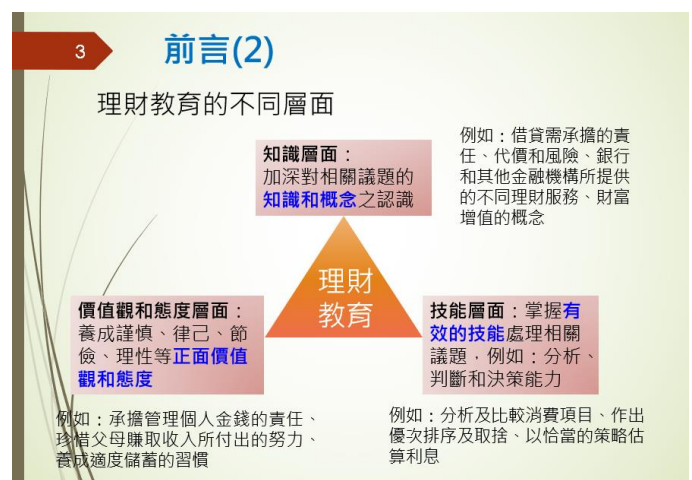 3
前言(2)
理財教育的不同層面
知識層面：
加深對相關議題的
知識和概念之認識
例如：借貸需承擔的責
任、代價和風險、銀行
和其他金融機構所提供
的不同理財服務、財富
增值的概念
理財
教育
價值觀和態度層面：
養成謹慎、律己、節
儉、理性等正面價值
觀和態度
技能層面：掌握有
效的技能處理相關
議題，例如：分析、
判斷和決策能力
例如：承擔管理個人金錢的責任、
珍惜父母賺取收入所付出的努力、
養成適度儲蓄的習慣
例如：分析及比較消費項目、作出
優次排序及取捨、以恰當的策略估
算利息